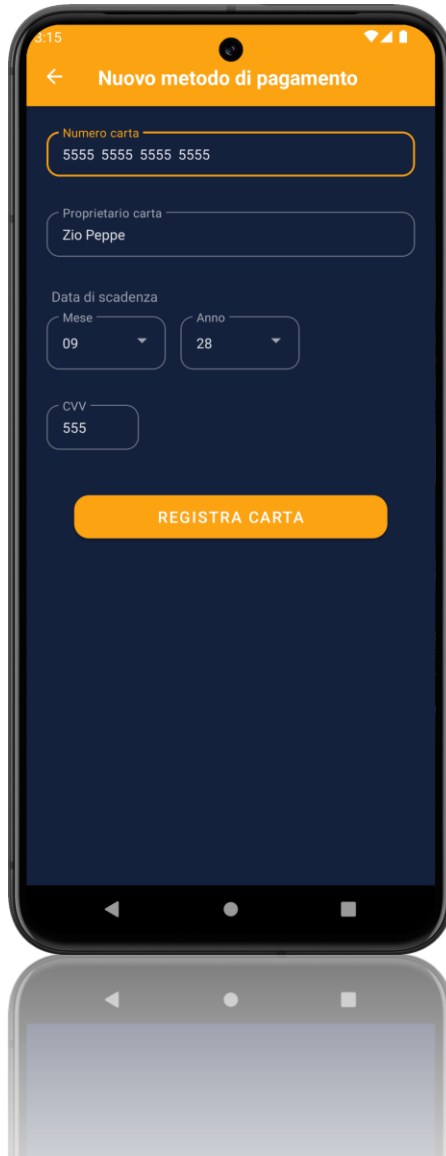 3:15
Nuovo metodo di pagamento
Numero carta
5555 5555 5555 5555
Proprietario carta
Zio Peppe
Data di scadenza
Mese Anno
09 28
CVV
555
REGISTRA CARTA